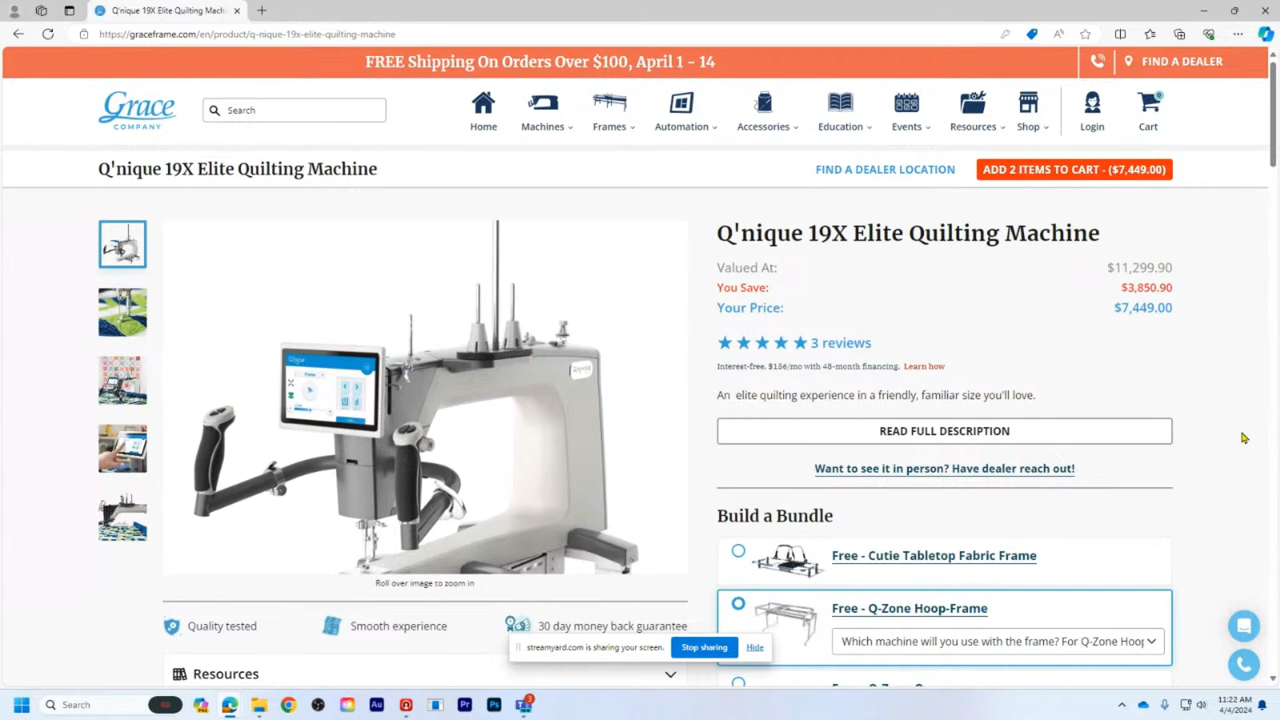 Q'nique 19X Elite Quilting Machin
https://graceframe.com/en/product/q-nique-19x-elite-quilting-machine
FREE Shipping On Orders Over $100, April 1 - 14
FIND A DEALER
Grace
COMPANY
Search
Home
Machines
Frames
Automation
Accessories
Education
Events
Resources
Shop
Login
0
Cart
Q'nique 19X Elite Quilting Machine
FIND A DEALER LOCATION
ADD 2 ITEMS TO CART - ($7,449.00)
Q'nique 19X Elite Quilting Machine
Valued At: $11,299.90
You Save: $3,850.90
Your Price: $7,449.00
3 reviews
Interest-free. $156/mo with 48-month financing. Learn how
An elite quilting experience in a friendly, familiar size you'll love.
READ FULL DESCRIPTION
Want to see it in person? Have dealer reach out!
Build a Bundle
Free - Cutie Tabletop Fabric Frame
Free - Q-Zone Hoop-Frame
Which machine will you use with the frame? For Q-Zone Hoop
Roll over image to zoom in
Quality tested
Smooth experience
30 day money back guarantee
streamyard.com is sharing your screen.
Stop sharing
Hide
Resources
Search
Au
Pr
Ps
3
11:22 AM
4/4/2024